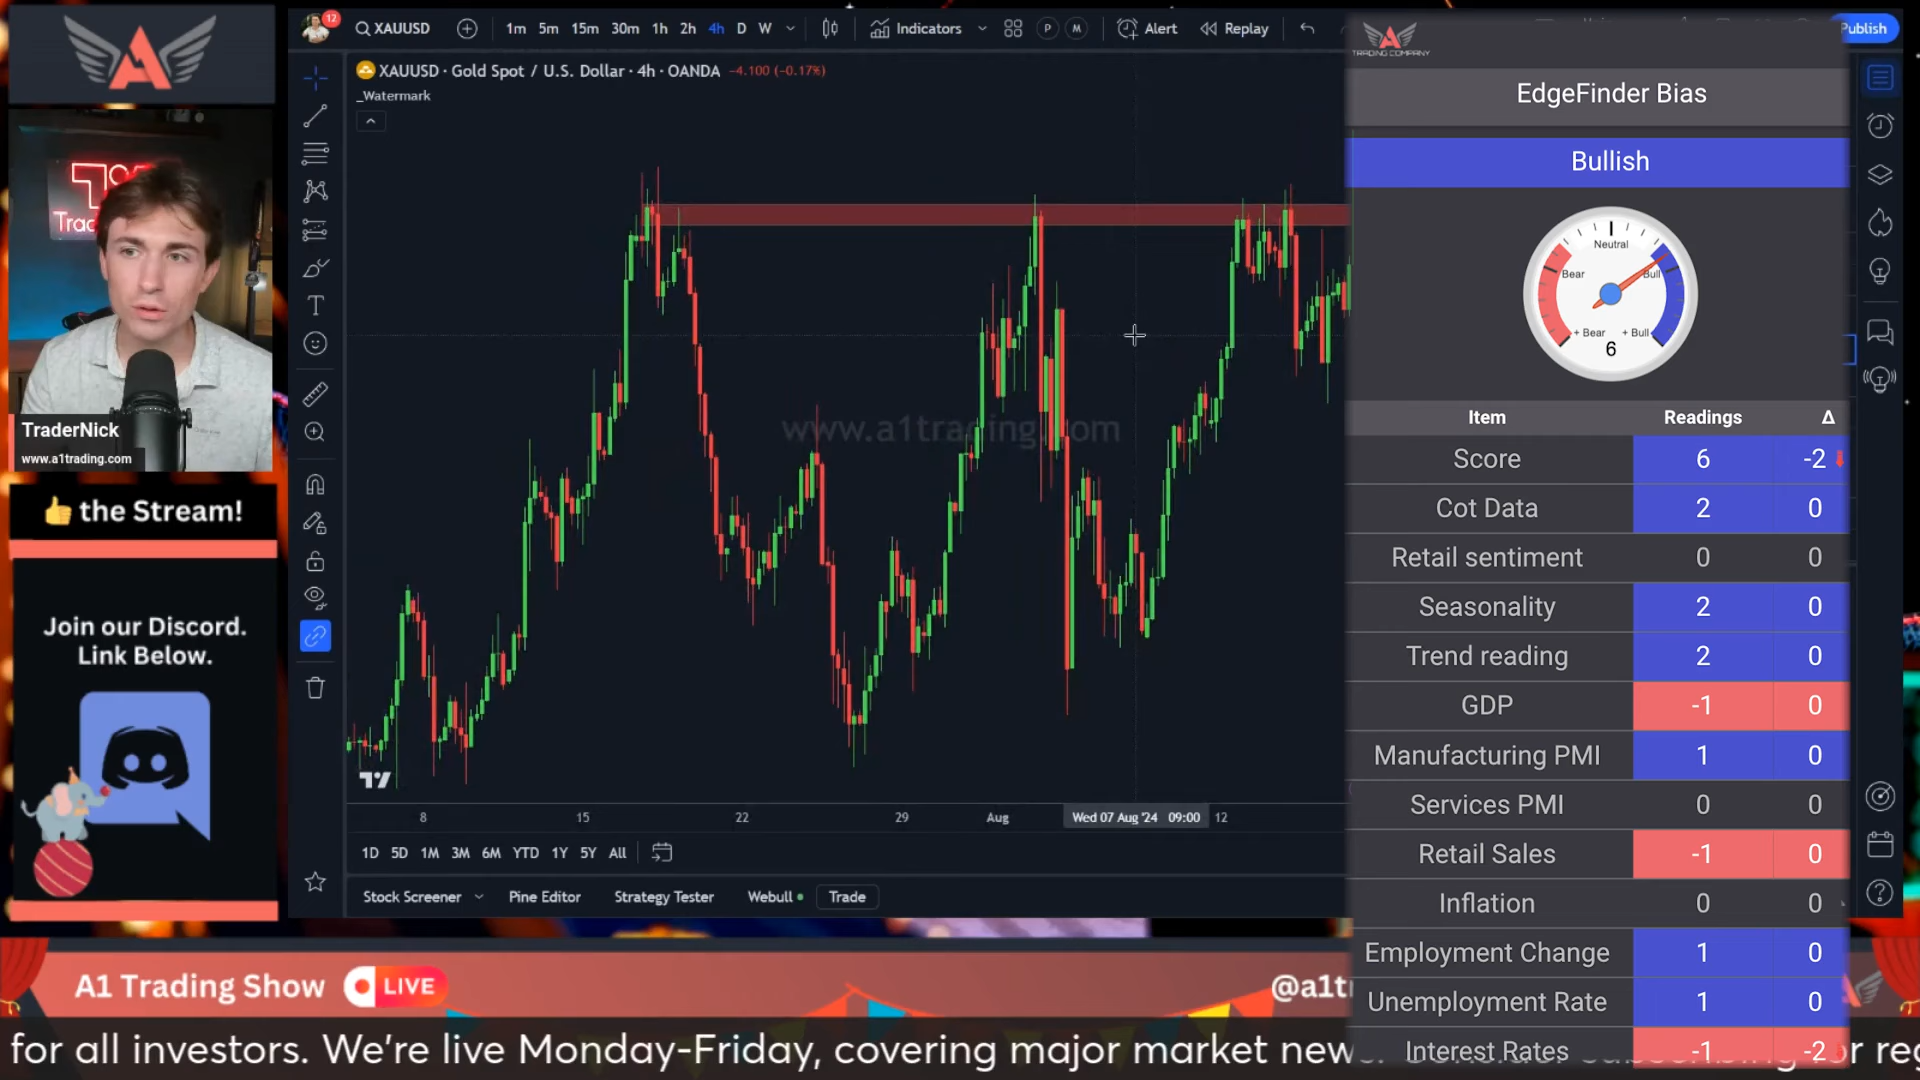 12
XAUUSD
1m 5m 15m 30m 1h 2h 4h D W
Indicators
P
M
Alert
Replay
Publish
XAUUSD · Gold Spot / U.S. Dollar · 4h · OANDA -4.100 (-0.17%)
_Watermark
www.a1trading.com
TraderNick
www.a1trading.com
👍 the Stream!
Join our Discord.
Link Below.
8 15 22 29 Aug Wed 07 Aug '24 09:00 12
1D 5D 1M 3M 6M YTD 1Y 5Y All
Stock Screener Pine Editor Strategy Tester Webull Trade
TRADING COMPANY
EdgeFinder Bias
Bullish
Neutral
Bear Bull
+ Bear + Bull
6
Item Readings Δ
Score 6 -2
Cot Data 2 0
Retail sentiment 0 0
Seasonality 2 0
Trend reading 2 0
GDP -1 0
Manufacturing PMI 1 0
Services PMI 0 0
Retail Sales -1 0
Inflation 0 0
Employment Change 1 0
Unemployment Rate 1 0
Interest Rates -1 -2
A1 Trading Show LIVE
for all investors. We're live Monday-Friday, covering major market